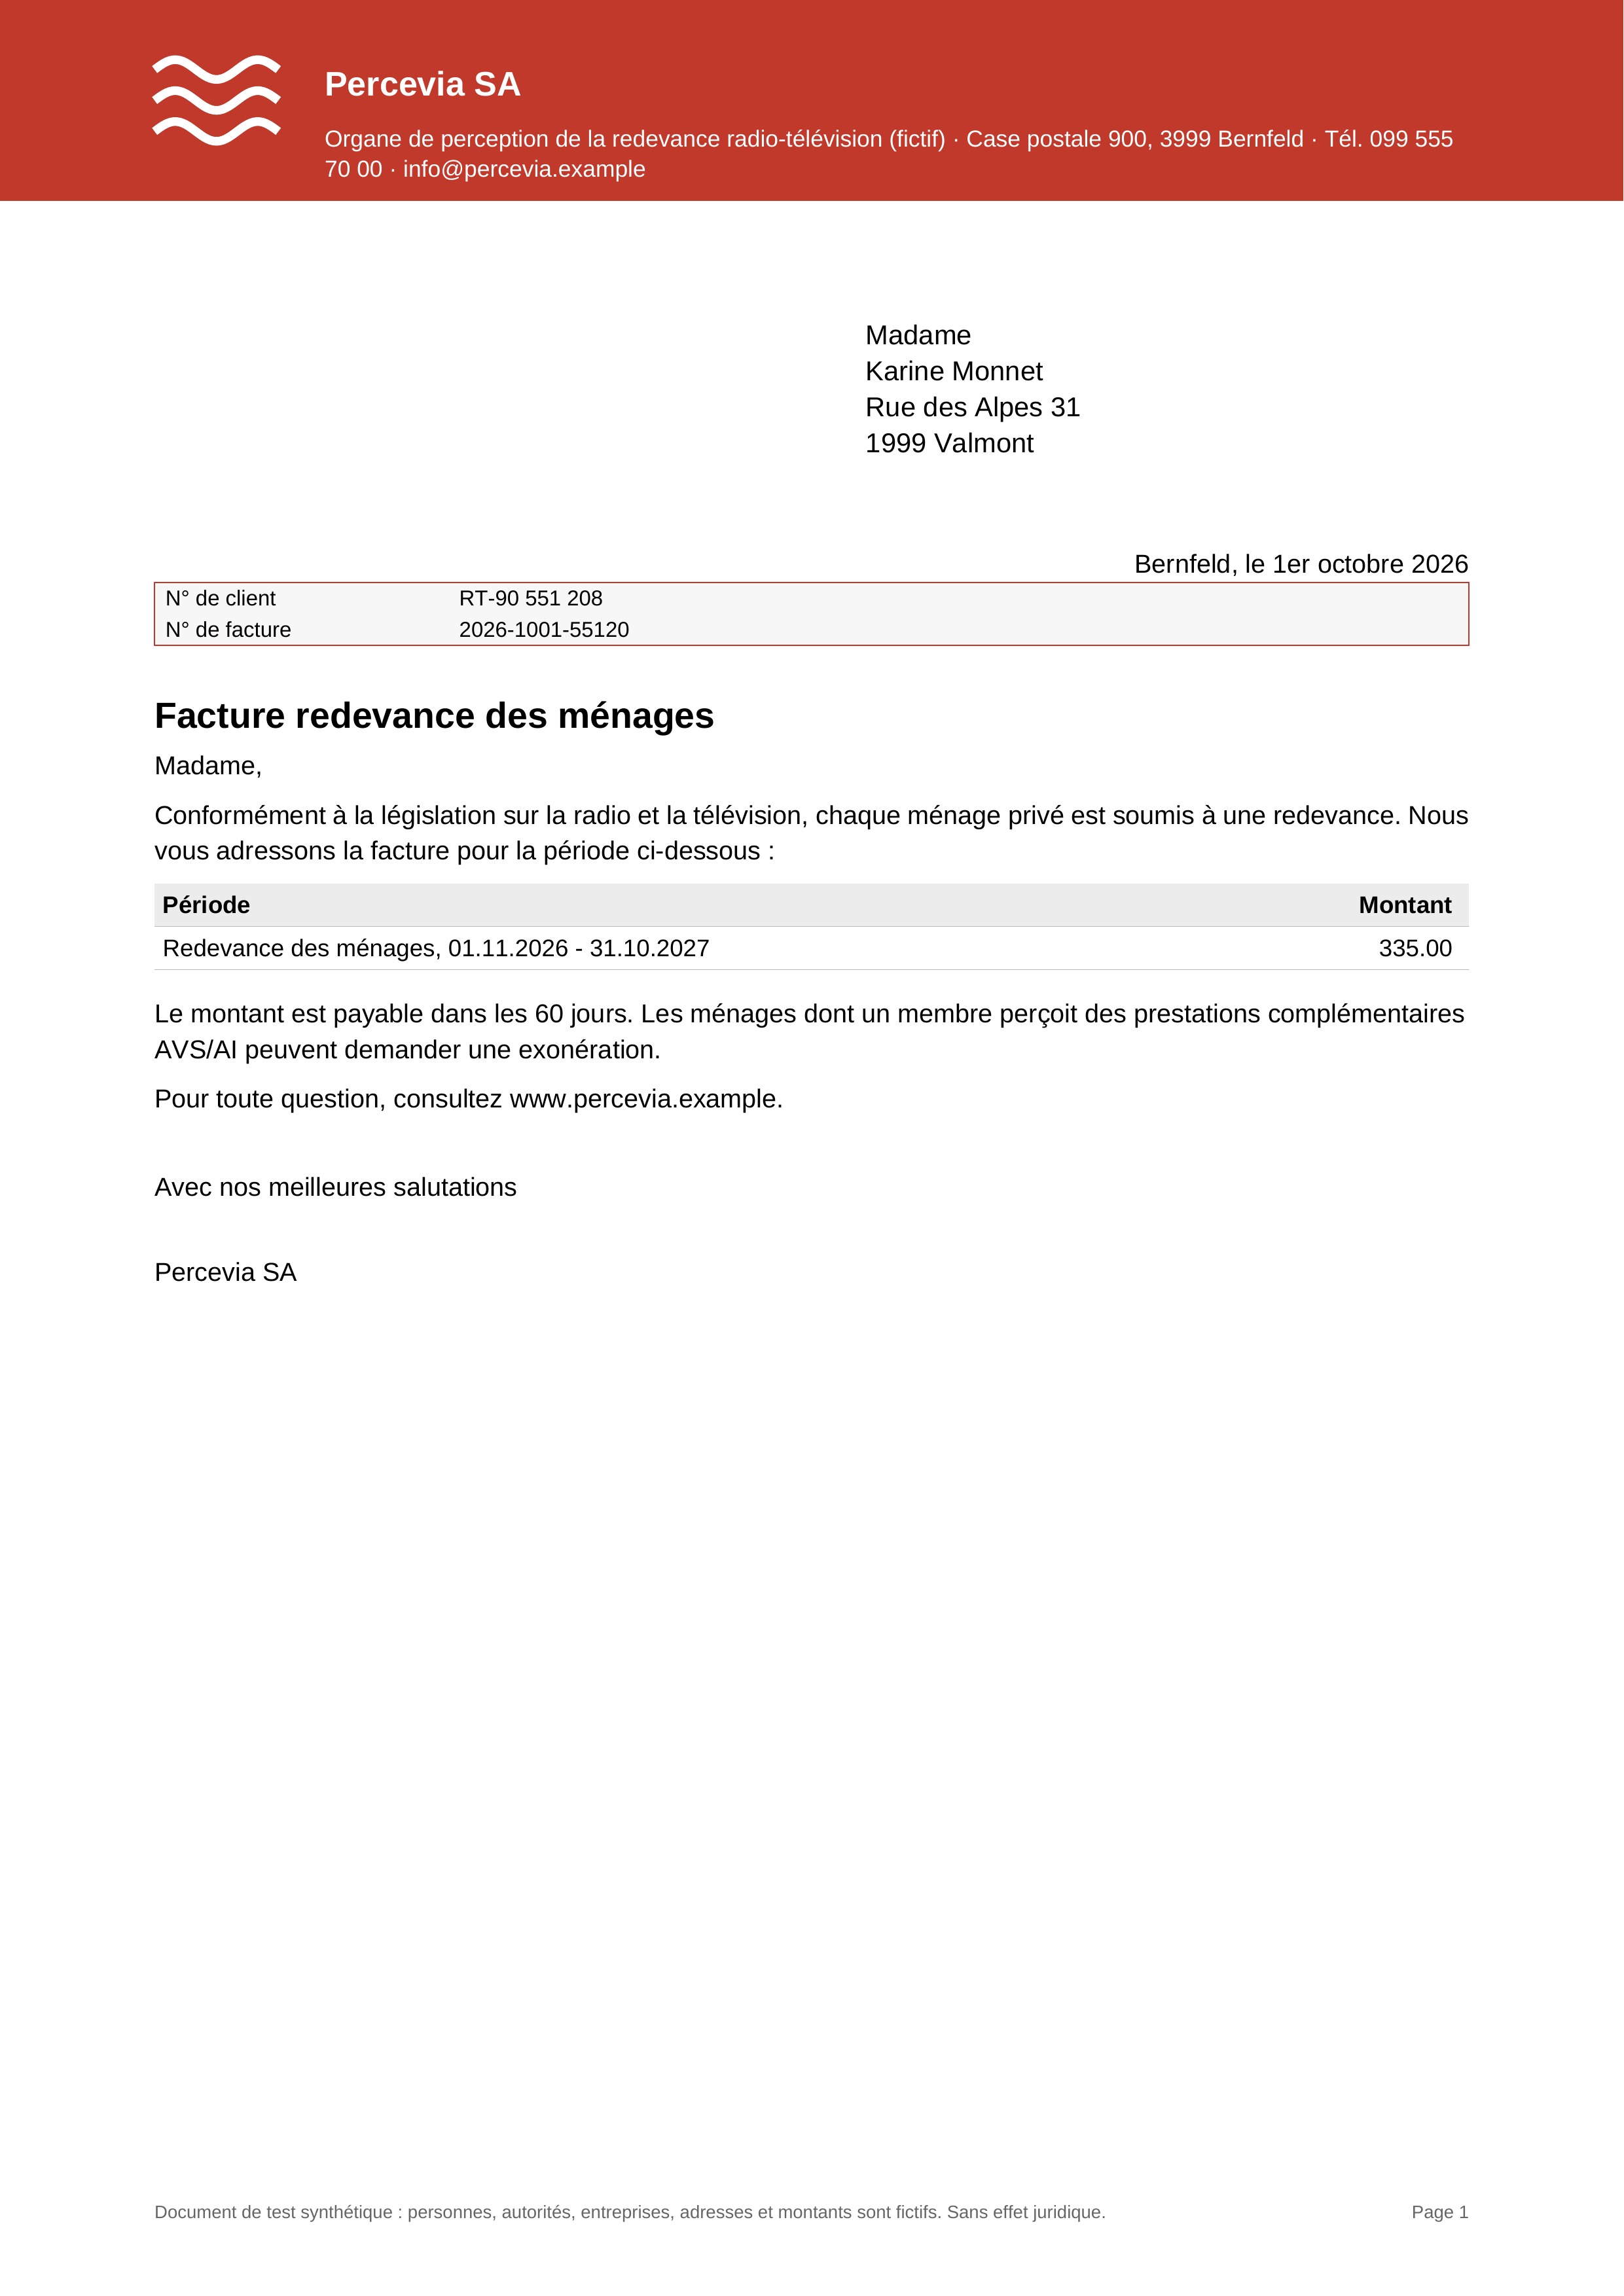 Percevia SA
Organe de perception de la redevance radio-télévision (fictif) · Case postale 900, 3999 Bernfeld · Tél. 099 555
70 00 · info@percevia.example
Madame
Karine Monnet
Rue des Alpes 31
1999 Valmont
Bernfeld, le 1er octobre 2026
N° de client RT-90 551 208
N° de facture 2026-1001-55120
Facture redevance des ménages
Madame,
Conformément à la législation sur la radio et la télévision, chaque ménage privé est soumis à une redevance. Nous
vous adressons la facture pour la période ci-dessous :
Période Montant
Redevance des ménages, 01.11.2026 - 31.10.2027 335.00
Le montant est payable dans les 60 jours. Les ménages dont un membre perçoit des prestations complémentaires
AVS/AI peuvent demander une exonération.
Pour toute question, consultez www.percevia.example.
Avec nos meilleures salutations
Percevia SA
Document de test synthétique : personnes, autorités, entreprises, adresses et montants sont fictifs. Sans effet juridique. Page 1